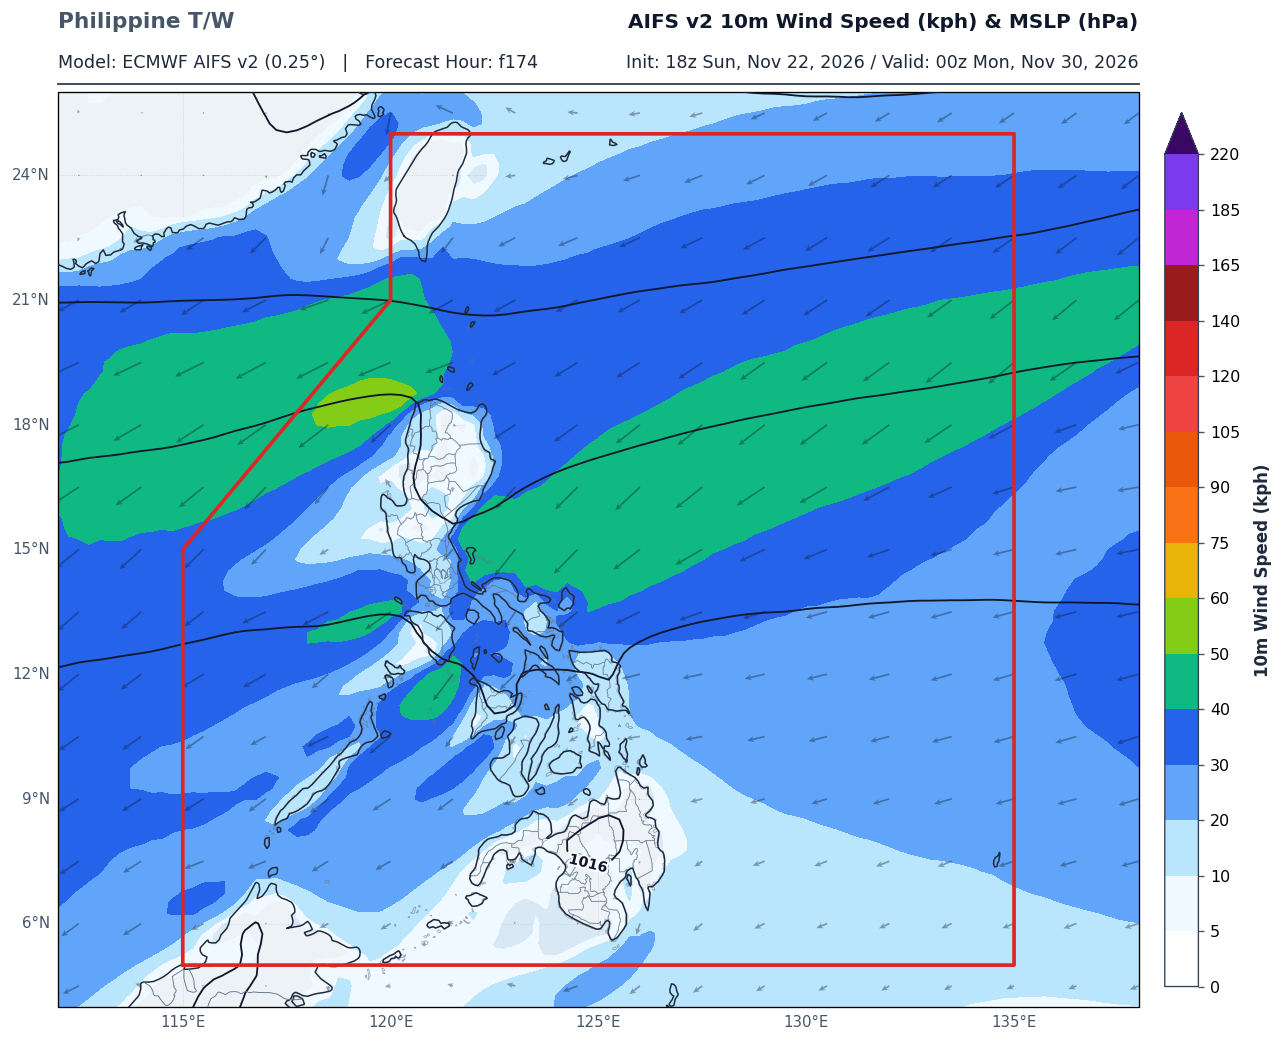 Philippine T/W
AIFS v2 10m Wind Speed (kph) & MSLP (hPa)
Model: ECMWF AIFS v2 (0.25°) | Forecast Hour: f174
Init: 18z Sun, Nov 22, 2026 / Valid: 00z Mon, Nov 30, 2026
24°N
21°N
18°N
15°N
12°N
9°N
6°N
115°E
120°E
125°E
130°E
135°E
1016
220
185
165
140
120
105
90
75
60
50
40
30
20
10
5
0
10m Wind Speed (kph)